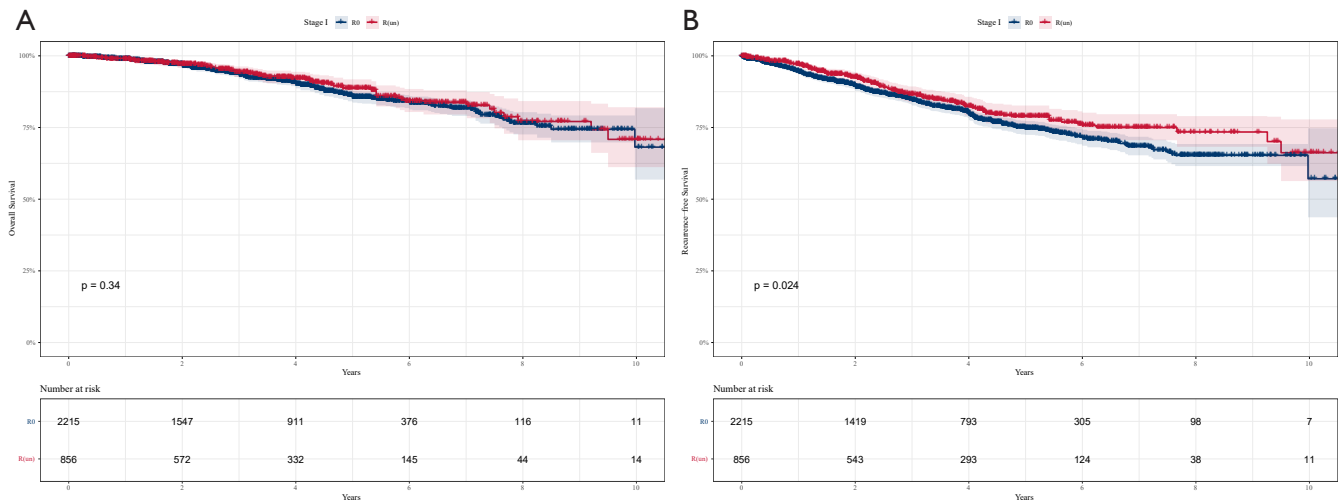 A
Stage I R0 R(un)
100%
75%
50%
25%
0%
Overall Survival
p = 0.34
0 2 4 6 8 10
Years
Number at risk
R0 2215 1547 911 376 116 11
R(un) 856 572 332 145 44 14
0 2 4 6 8 10
Years
B
Stage I R0 R(un)
100%
75%
50%
25%
0%
Recurrence-free Survival
p = 0.024
0 2 4 6 8 10
Years
Number at risk
R0 2215 1419 793 305 98 7
R(un) 856 543 293 124 38 11
0 2 4 6 8 10
Years